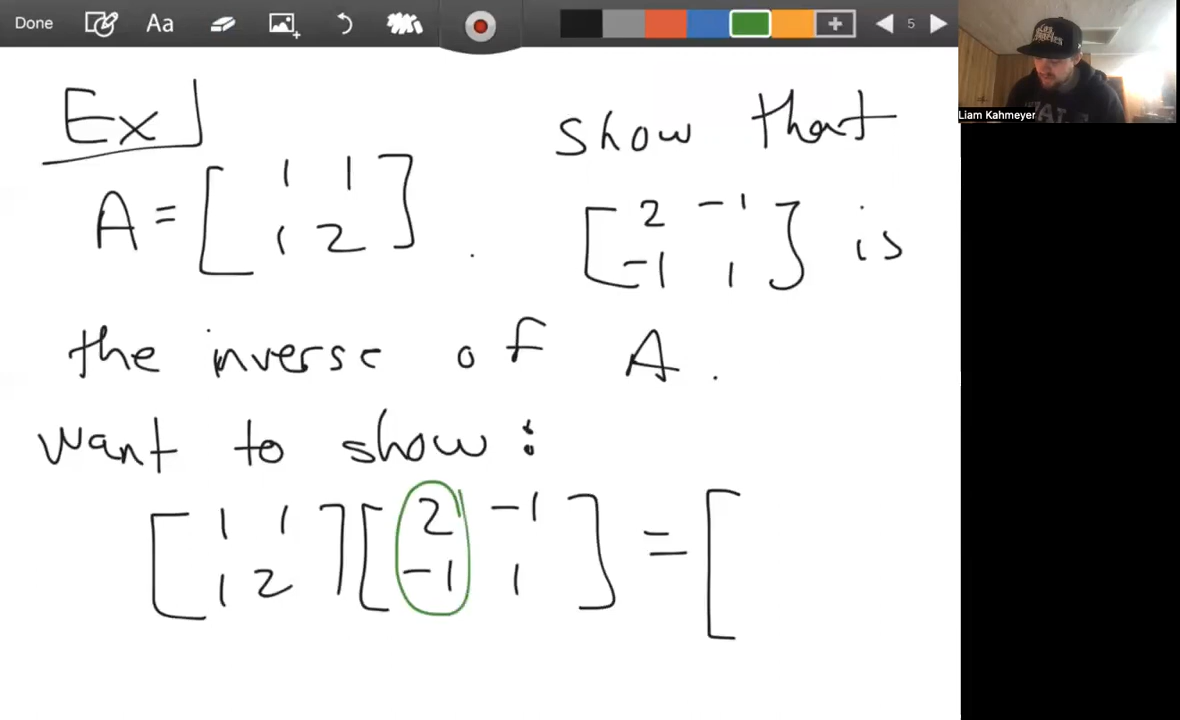 Done Aa 5
Liam Kahmeyer
Ex
show that
A = [ 1 1
1 2 ] .
[ 2 -1
-1 1 ] is
the inverse of A .
want to show :
[ 1 1
1 2 ] [ 2 -1
-1 1 ] = [